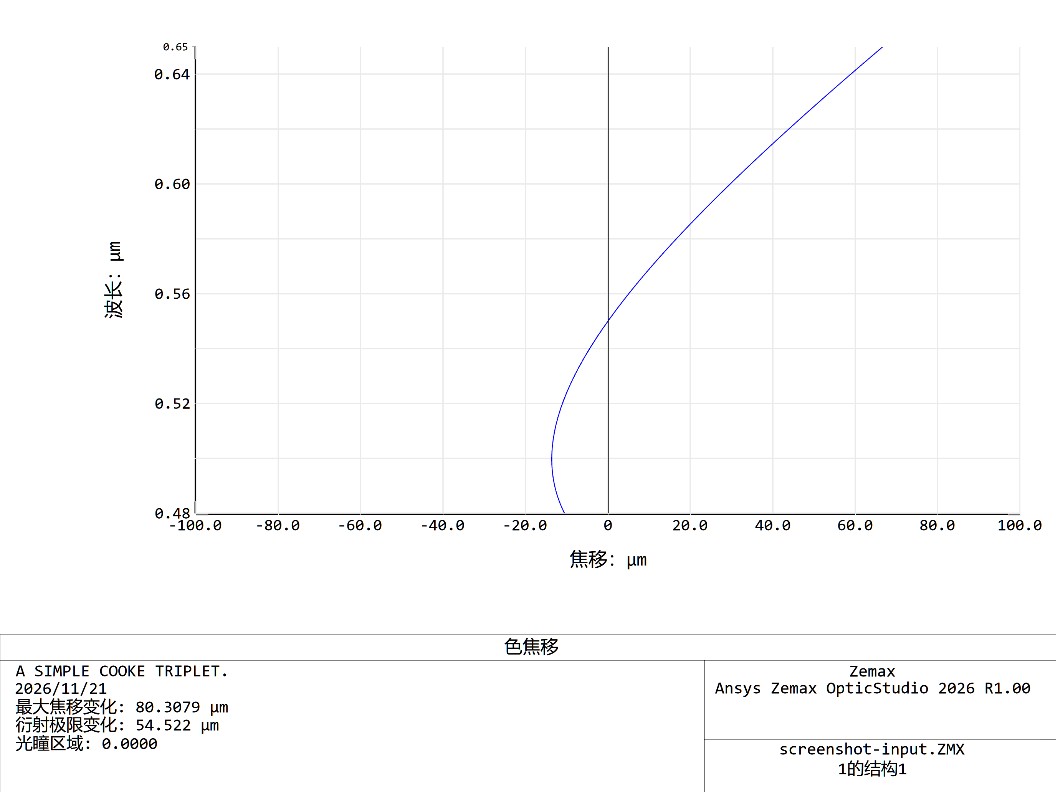 0.65
0.64
0.60
0.56
0.52
0.48
波长: μm
-100.0 -80.0 -60.0 -40.0 -20.0 0 20.0 40.0 60.0 80.0 100.0
焦移: μm
色焦移
A SIMPLE COOKE TRIPLET.
2026/11/21
最大焦移变化: 80.3079 μm
衍射极限变化: 54.522 μm
光瞳区域: 0.0000
Zemax
Ansys Zemax OpticStudio 2026 R1.00
screenshot-input.ZMX
1的结构1